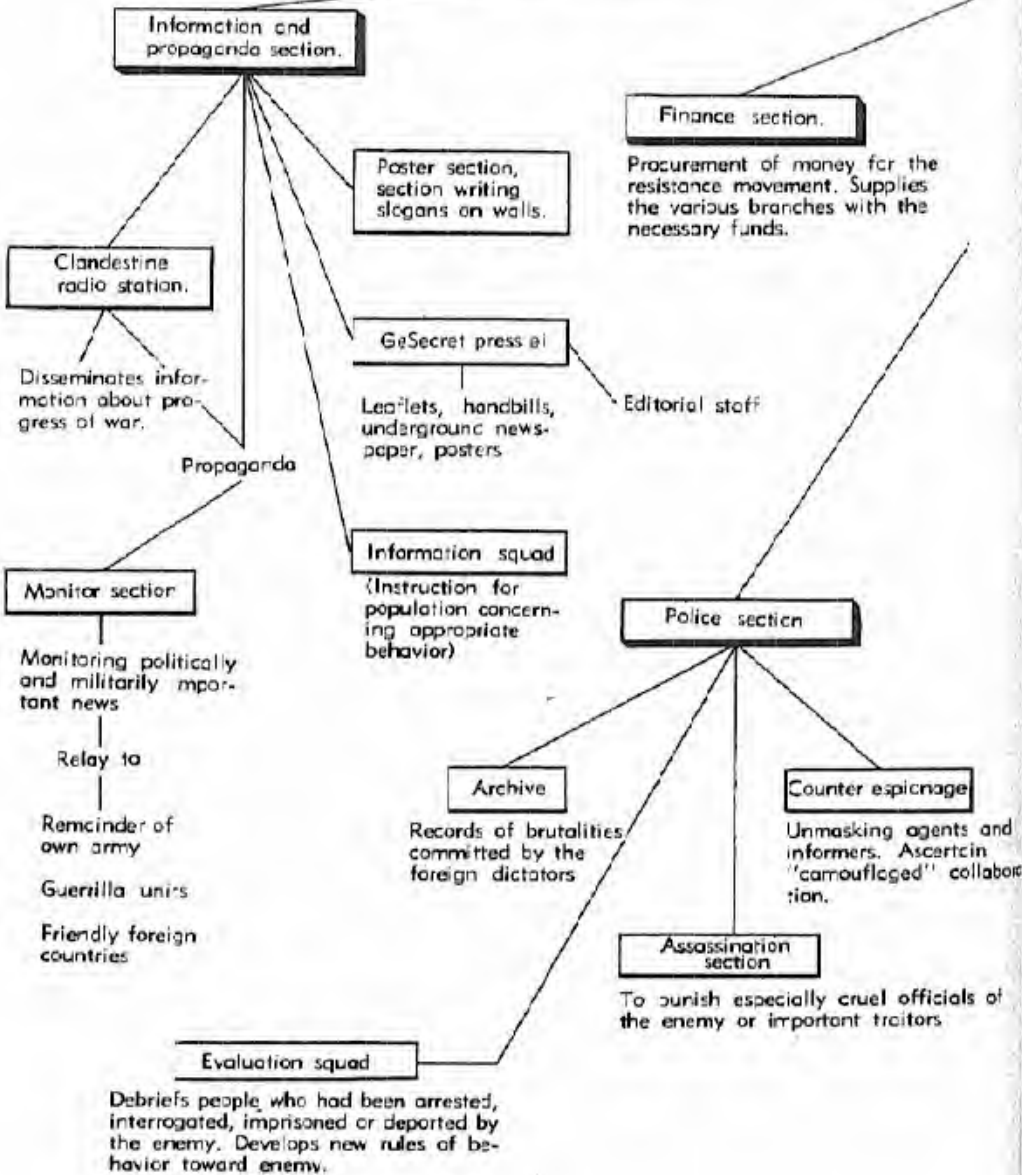 Information and
propaganda section.
Finance section.
Procurement of money for the
resistance movement. Supplies
the various branches with the
necessary funds.
Poster section,
section writing
slogans on walls.
Clandestine
radio station.
Disseminates infor-
mation about pro-
gress of war.
GeSecret press ei
Leaflets, handbills,
underground news-
paper, posters
Editorial staff
Propaganda
Information squad
(Instruction for
population concern-
ing appropriate
behavior)
Monitor section
Monitoring politically
and militarily mpor-
tant news
Relay to
Remainder of
own army
Guerrilla units
Friendly foreign
countries
Police section
Archive
Records of brutalities
committed by the
foreign dictators
Counter espionage
Unmasking agents and
informers. Ascertain
"camouflaged" collabora
tion.
Assassination
section
To punish especially cruel officials of
the enemy or important traitors
Evaluation squad
Debriefs people who had been arrested,
interrogated, imprisoned or deported by
the enemy. Develops new rules of be-
havior toward enemy.